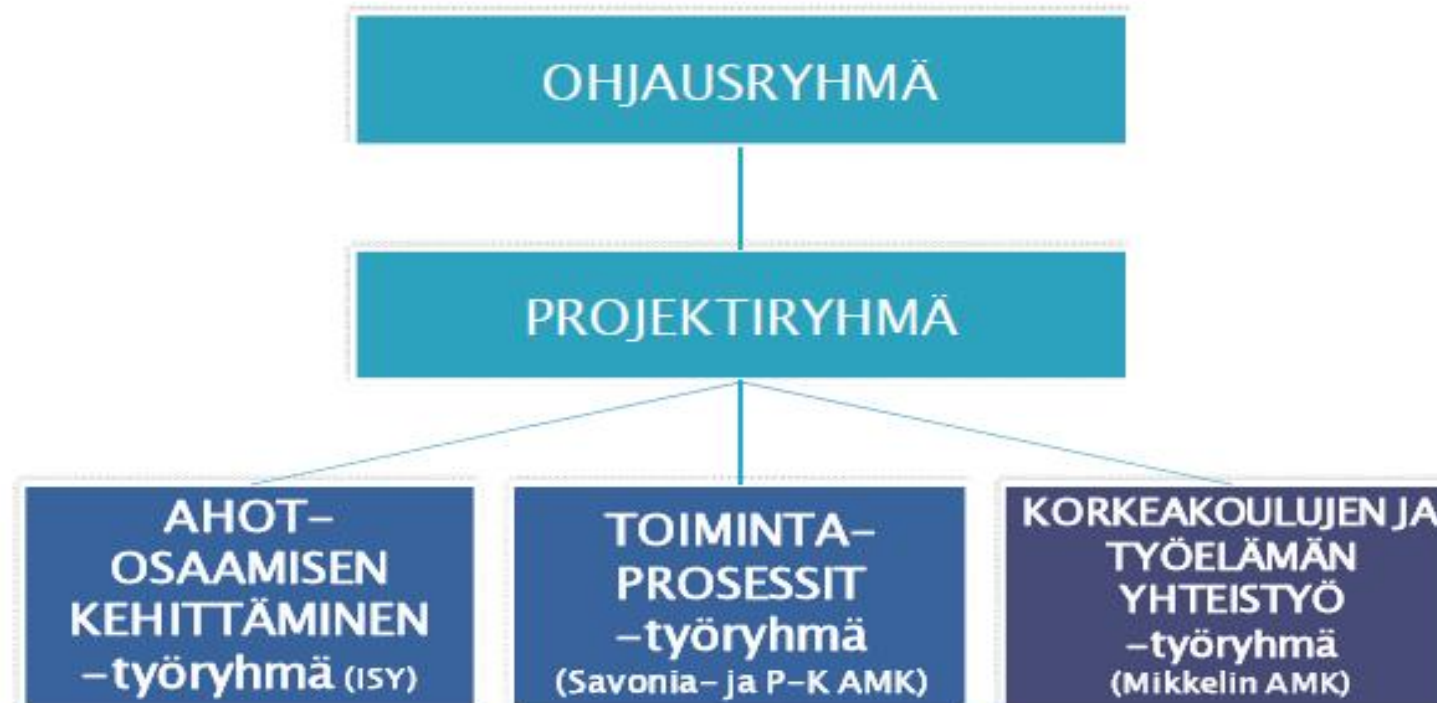 OHJAUSRYHMÄ
PROJEKTIRYHMÄ
AHOT-
OSAAMISEN
KEHITTÄMINEN
-työryhmä (ISY)
TOIMINTA-
PROSESSIT
-työryhmä
(Savonia- ja P-K AMK)
KORKEAKOULUJEN JA
TYÖELÄMÄN
YHTEISTYÖ
-työryhmä
(Mikkelin AMK)